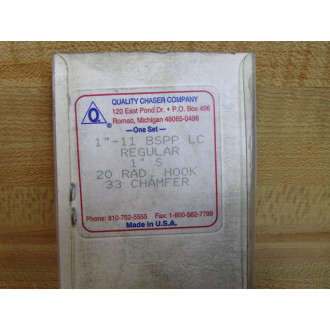 QUALITY CHASER COMPANY
120 East Pond Dr. • P.O. Box 496
Romeo, Michigan 48065-0496
Q ®
—One Set—
1"-11 BSPP LC
REGULAR
1" S
20 RAD. HOOK
33 CHAMFER
Phone: 810-752-5555 Fax: 1-800-562-7799
Made in U.S.A.